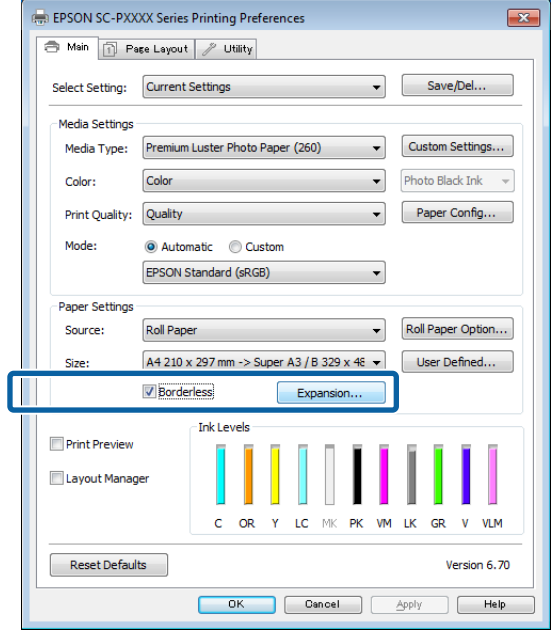 EPSON SC-PXXXX Series Printing Preferences
Main Page Layout Utility
Select Setting: Current Settings Save/Del...
Media Settings
Media Type: Premium Luster Photo Paper (260) Custom Settings...
Color: Color Photo Black Ink
Print Quality: Quality Paper Config...
Mode: Automatic Custom
EPSON Standard (sRGB)
Paper Settings
Source: Roll Paper Roll Paper Option...
Size: A4 210 x 297 mm -> Super A3 / B 329 x 48 User Defined...
Borderless Expansion...
Ink Levels
Print Preview
Layout Manager
C OR Y LC MK PK VM LK GR V VLM
Reset Defaults Version 6.70
OK Cancel Apply Help